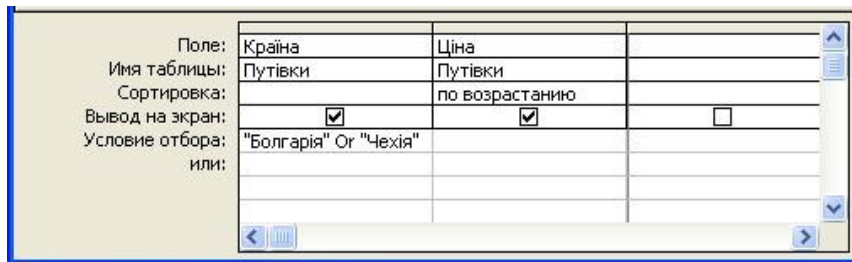 Поле: Країна Ціна
Имя таблицы: Путівки Путівки
Сортировка: по возрастанию
Вывод на экран:
Условие отбора: "Болгарія" Or "Чехія"
или: